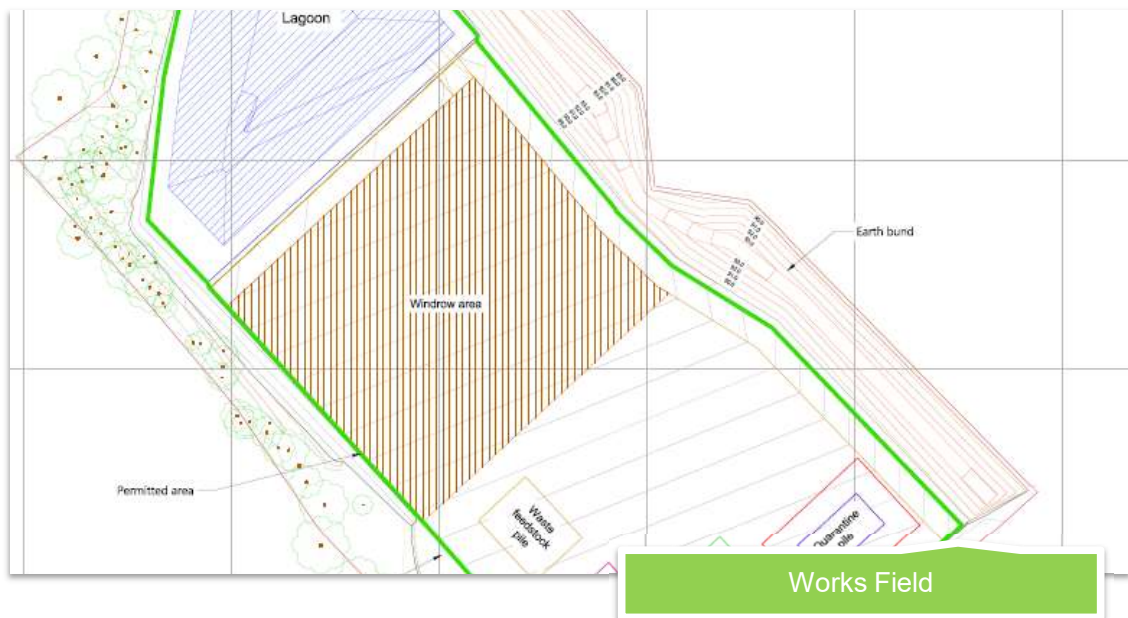 Lagoon
Earth bund
Windrow area
Permitted area
Waste
feedstock
pile
Quarantine
pile
Works Field